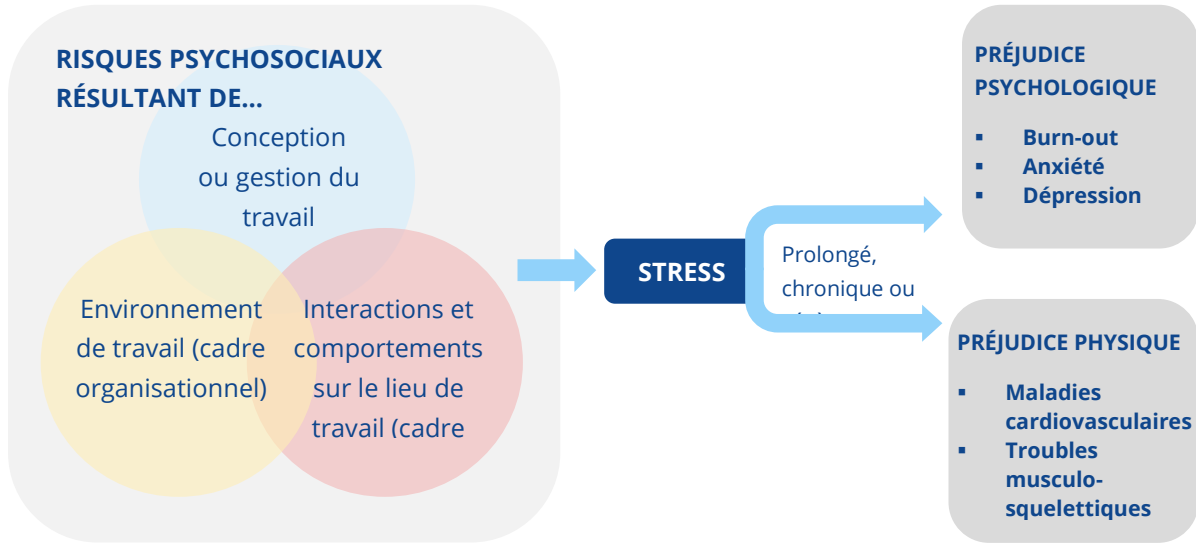 RISQUES PSYCHOSOCIAUX
RÉSULTANT DE...
Conception
ou gestion du
travail
Environnement
de travail (cadre
organisationnel)
Interactions et
comportements
sur le lieu de
travail (cadre
STRESS
Prolongé,
chronique ou
PRÉJUDICE
PSYCHOLOGIQUE
▪ Burn-out
▪ Anxiété
▪ Dépression
PRÉJUDICE PHYSIQUE
▪ Maladies
cardiovasculaires
▪ Troubles
musculo-
squelettiques